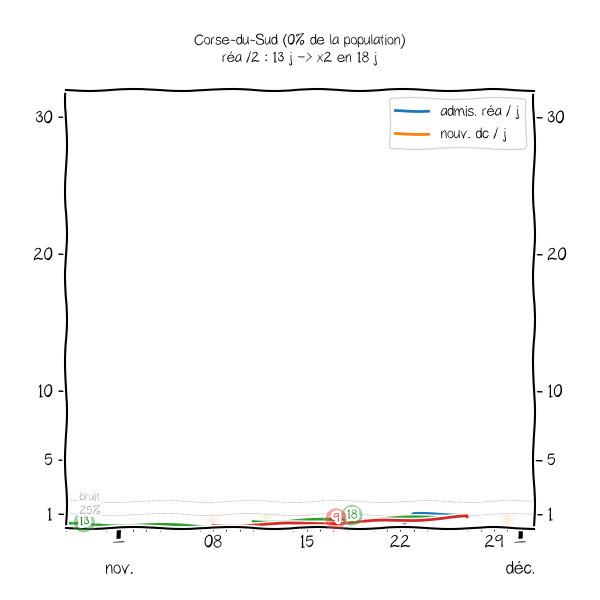 Corse-du-Sud (0% de la population)
réa /2 : 13 j -> x2 en 18 j
admis. réa / j
nouv. dc / j
30 30
20 20
10 10
5 5
bruit
25%
1 1
13 9 18
08 15 22 29
nov. déc.